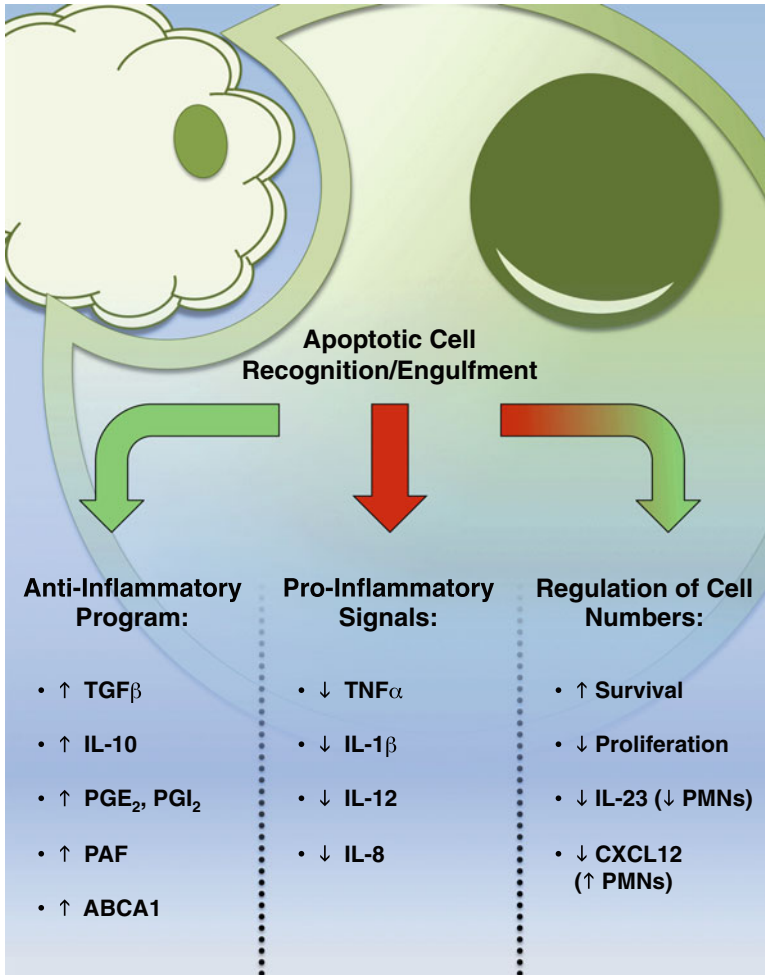 Apoptotic Cell
Recognition/Engulfment
Anti-Inflammatory
Program:
• ↑ TGFβ
• ↑ IL-10
• ↑ PGE₂, PGI₂
• ↑ PAF
• ↑ ABCA1
Pro-Inflammatory
Signals:
• ↓ TNFα
• ↓ IL-1β
• ↓ IL-12
• ↓ IL-8
Regulation of Cell
Numbers:
• ↑ Survival
• ↓ Proliferation
• ↓ IL-23 (↓ PMNs)
• ↓ CXCL12
(↑ PMNs)